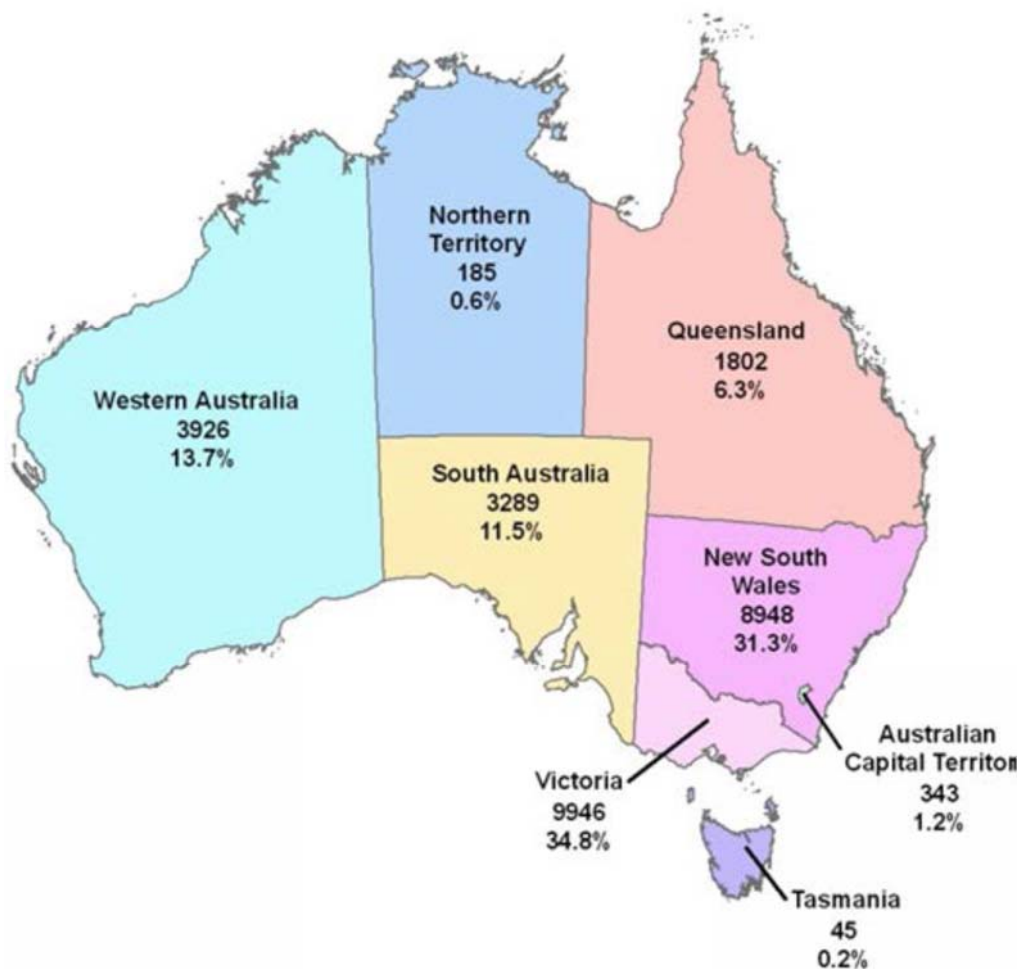 Northern
Territory
185
0.6%
Queensland
1802
6.3%
Western Australia
3926
13.7%
South Australia
3289
11.5%
New South
Wales
8948
31.3%
Australian
Capital Territor
343
1.2%
Victoria
9946
34.8%
Tasmania
45
0.2%